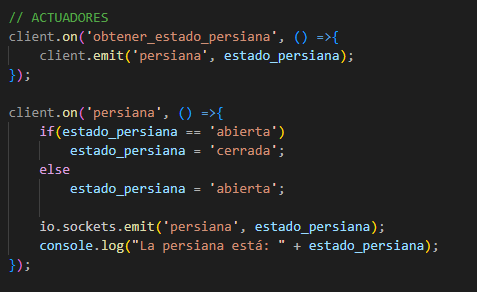 // ACTUADORES
client.on('obtener_estado_persiana', () =>{
    client.emit('persiana', estado_persiana);
});

client.on('persiana', () =>{
    if(estado_persiana == 'abierta')
        estado_persiana = 'cerrada';
    else
        estado_persiana = 'abierta';

    io.sockets.emit('persiana', estado_persiana);
    console.log("La persiana está: " + estado_persiana);
});